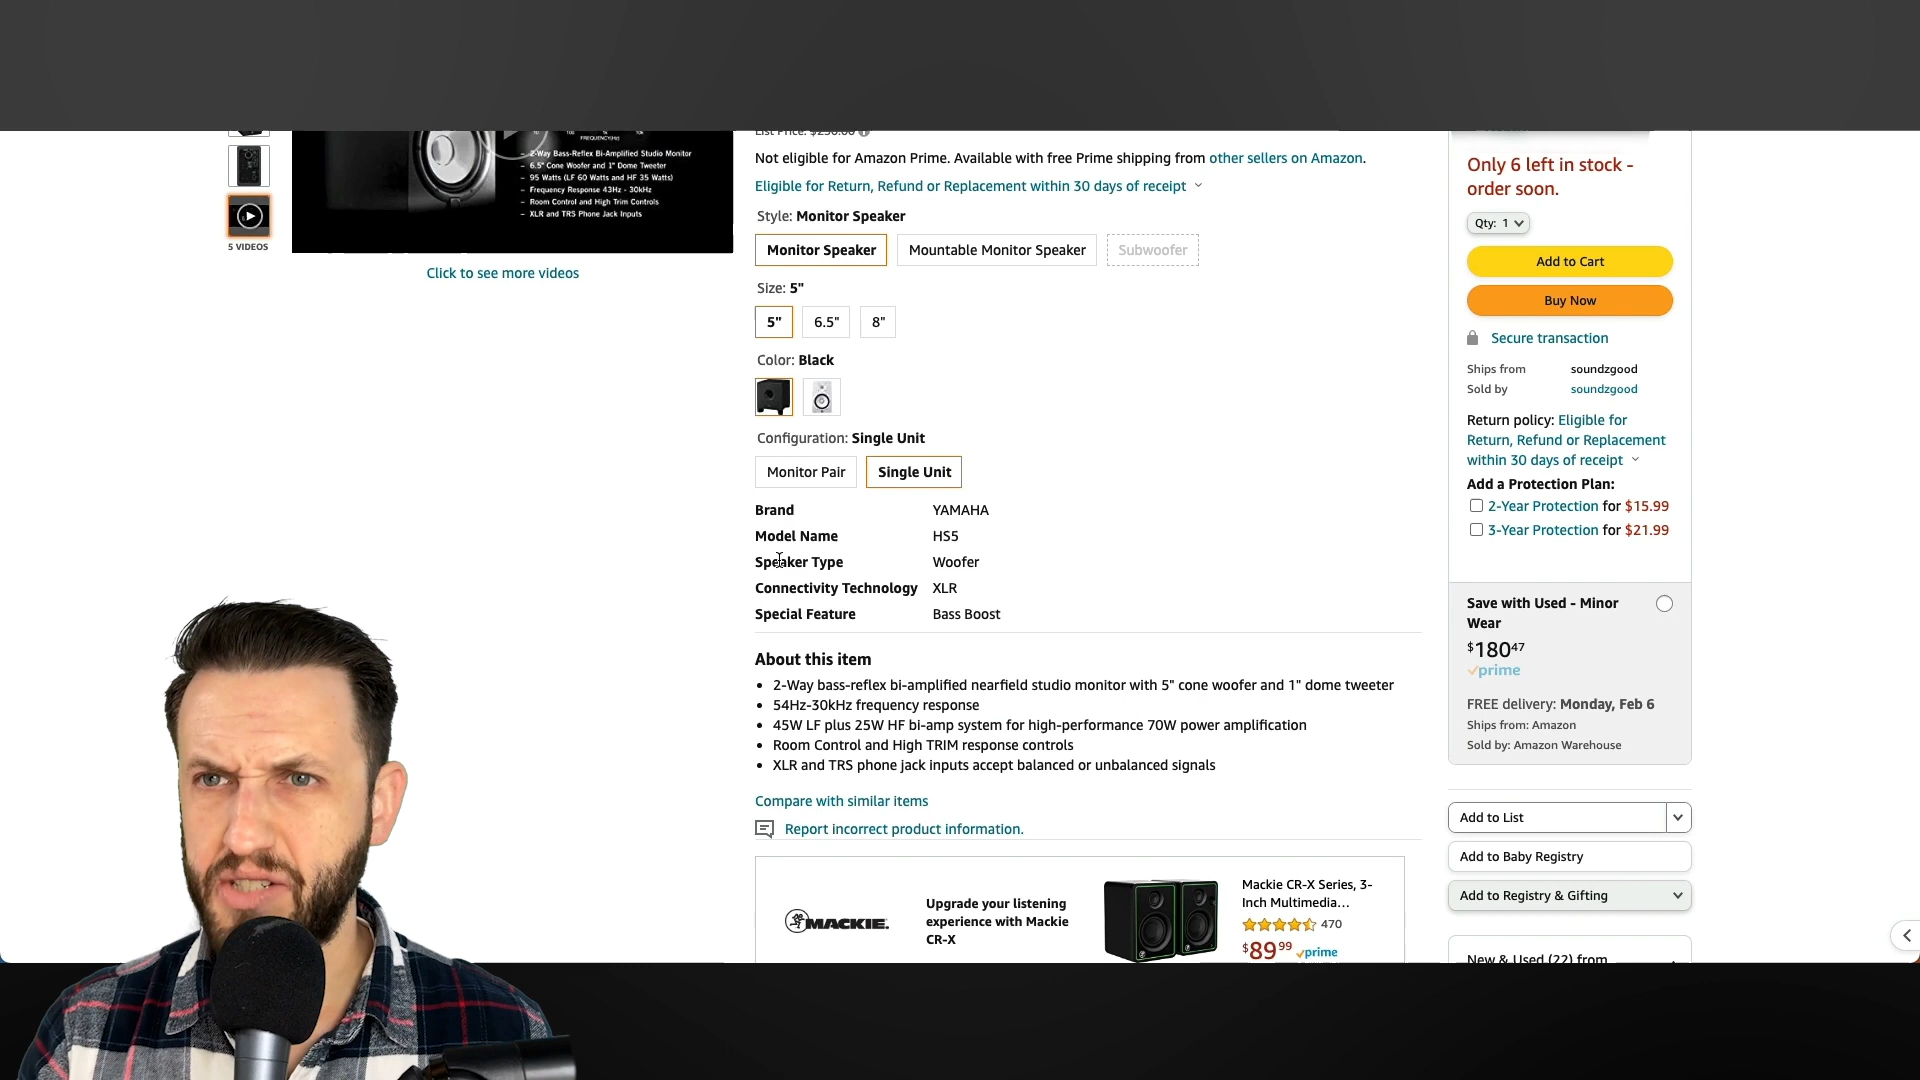 List Price: $250.00
FREQUENCY(Hz)
- 2-Way Bass-Reflex Bi-Amplified Studio Monitor
- 6.5" Cone Woofer and 1" Dome Tweeter
- 95 Watts (LF 60 Watts and HF 35 Watts)
- Frequency Response 43Hz - 30kHz
- Room Control and High Trim Controls
- XLR and TRS Phone Jack Inputs
5 VIDEOS
Click to see more videos
Not eligible for Amazon Prime. Available with free Prime shipping from other sellers on Amazon.
Eligible for Return, Refund or Replacement within 30 days of receipt
Style: Monitor Speaker
Monitor Speaker
Mountable Monitor Speaker
Subwoofer
Size: 5"
5"
6.5"
8"
Color: Black
Configuration: Single Unit
Monitor Pair
Single Unit
Brand YAMAHA
Model Name HS5
Speaker Type Woofer
Connectivity Technology XLR
Special Feature Bass Boost
About this item
• 2-Way bass-reflex bi-amplified nearfield studio monitor with 5" cone woofer and 1" dome tweeter
• 54Hz-30kHz frequency response
• 45W LF plus 25W HF bi-amp system for high-performance 70W power amplification
• Room Control and High TRIM response controls
• XLR and TRS phone jack inputs accept balanced or unbalanced signals
Compare with similar items
Report incorrect product information.
MACKIE.
Upgrade your listening
experience with Mackie
CR-X
Mackie CR-X Series, 3-
Inch Multimedia...
470
$89.99 prime
Only 6 left in stock -
order soon.
Qty: 1
Add to Cart
Buy Now
Secure transaction
Ships from soundzgood
Sold by soundzgood
Return policy: Eligible for
Return, Refund or Replacement
within 30 days of receipt
Add a Protection Plan:
2-Year Protection for $15.99
3-Year Protection for $21.99
Save with Used - Minor
Wear
$180.47
prime
FREE delivery: Monday, Feb 6
Ships from: Amazon
Sold by: Amazon Warehouse
Add to List
Add to Baby Registry
Add to Registry & Gifting
New & Used (22) from